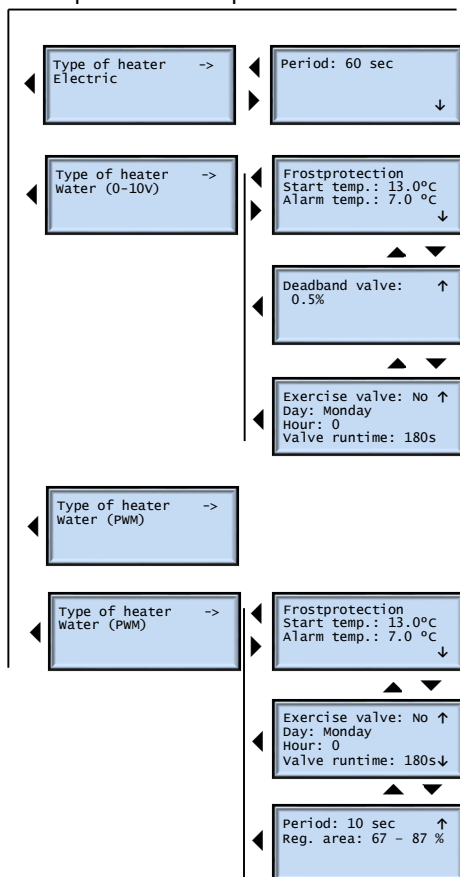 Type of heater ->
Electric
Period: 60 sec
↓
Type of heater ->
Water (0-10V)
Frostprotection
Start temp.: 13.0ºC
Alarm temp.: 7.0 ºC
↓
Deadband valve: ↑
0.5%
Exercise valve: No ↑
Day: Monday
Hour: 0
Valve runtime: 180s
Type of heater ->
Water (PWM)
Type of heater ->
Water (PWM)
Frostprotection
Start temp.: 13.0ºC
Alarm temp.: 7.0 ºC
↓
Exercise valve: No ↑
Day: Monday
Hour: 0
Valve runtime: 180s↓
Period: 10 sec ↑
Reg. area: 67 – 87 %